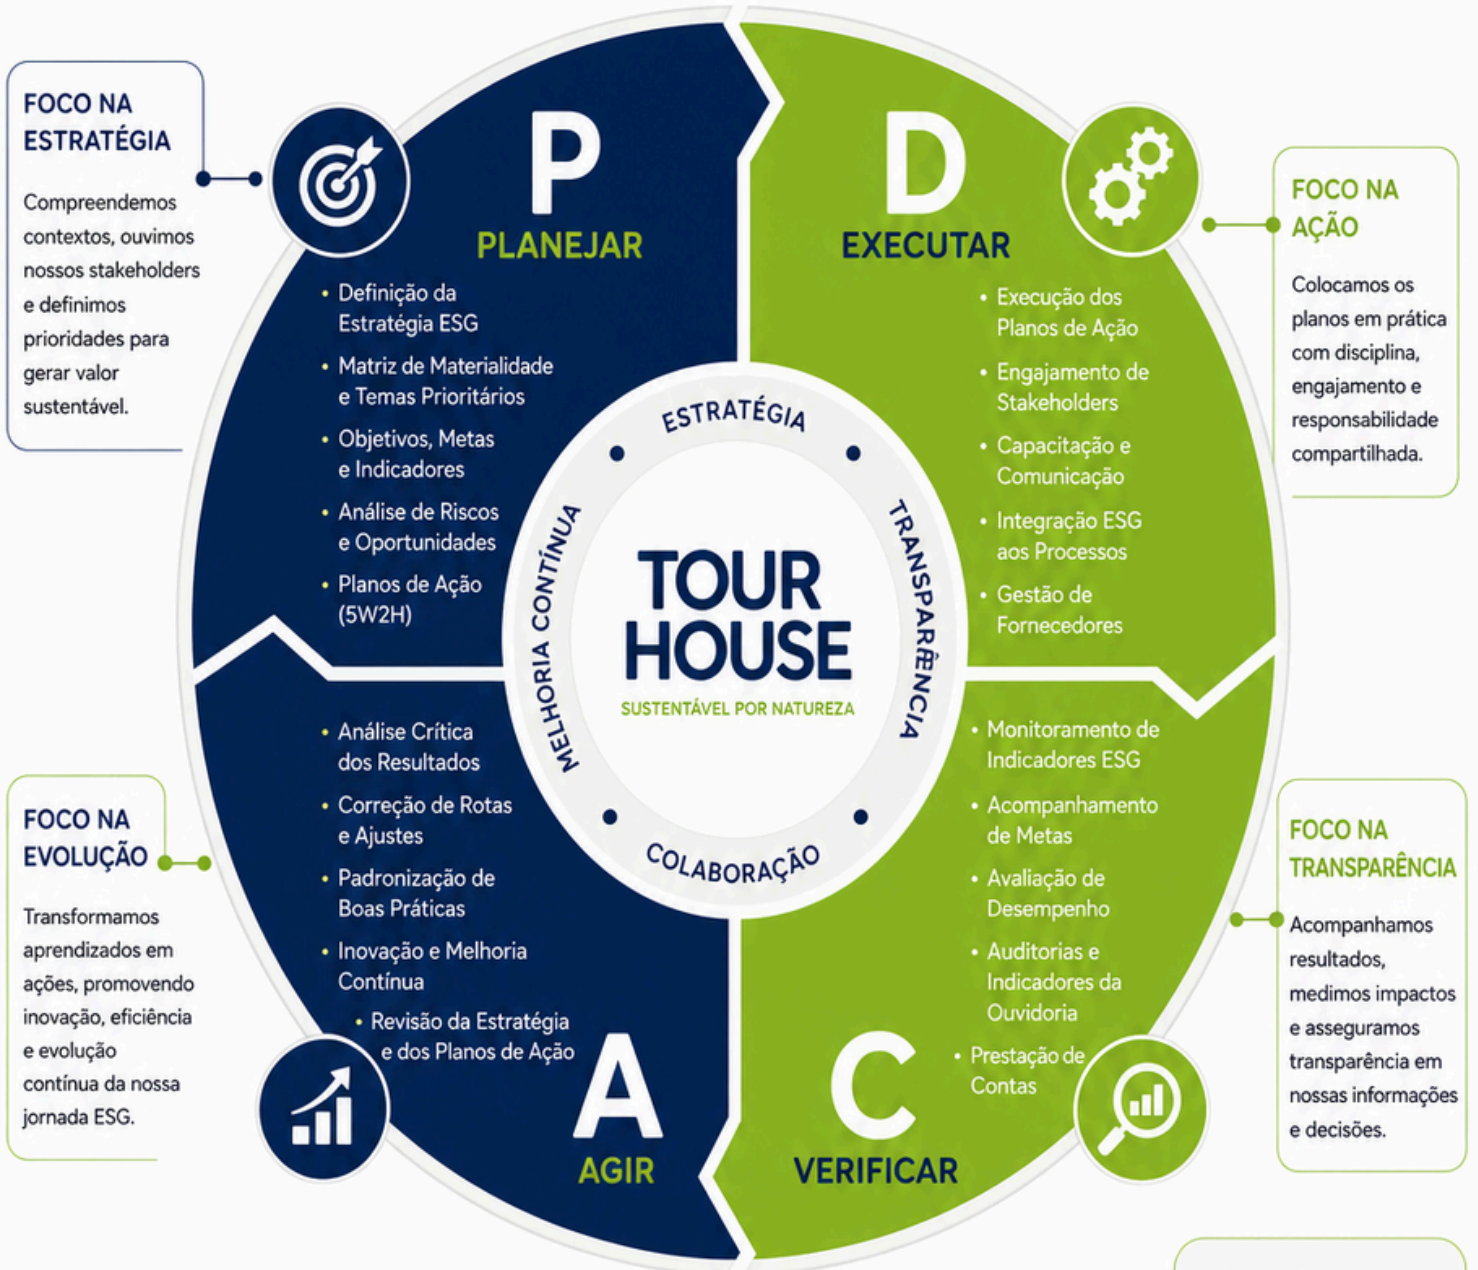 FOCO NA
ESTRATÉGIA
Compreendemos
contextos, ouvimos
nossos stakeholders
e definimos
prioridades para
gerar valor
sustentável.
P
PLANEJAR
• Definição da
Estratégia ESG
• Matriz de Materialidade
e Temas Prioritários
• Objetivos, Metas
e Indicadores
• Análise de Riscos
e Oportunidades
• Planos de Ação
(5W2H)
D
EXECUTAR
• Execução dos
Planos de Ação
• Engajamento de
Stakeholders
• Capacitação e
Comunicação
• Integração ESG
aos Processos
• Gestão de
Fornecedores
FOCO NA
AÇÃO
Colocamos os
planos em prática
com disciplina,
engajamento e
responsabilidade
compartilhada.
ESTRATÉGIA
TRANSPARÊNCIA
COLABORAÇÃO
MELHORIA CONTÍNUA
TOUR
HOUSE
SUSTENTÁVEL POR NATUREZA
FOCO NA
EVOLUÇÃO
Transformamos
aprendizados em
ações, promovendo
inovação, eficiência
e evolução
contínua da nossa
jornada ESG.
• Análise Crítica
dos Resultados
• Correção de Rotas
e Ajustes
• Padronização de
Boas Práticas
• Inovação e Melhoria
Contínua
• Revisão da Estratégia
e dos Planos de Ação
A
AGIR
• Monitoramento de
Indicadores ESG
• Acompanhamento
de Metas
• Avaliação de
Desempenho
• Auditorias e
Indicadores da
Ouvidoria
• Prestação de
Contas
C
VERIFICAR
FOCO NA
TRANSPARÊNCIA
Acompanhamos
resultados,
medimos impactos
e asseguramos
transparência em
nossas informações
e decisões.